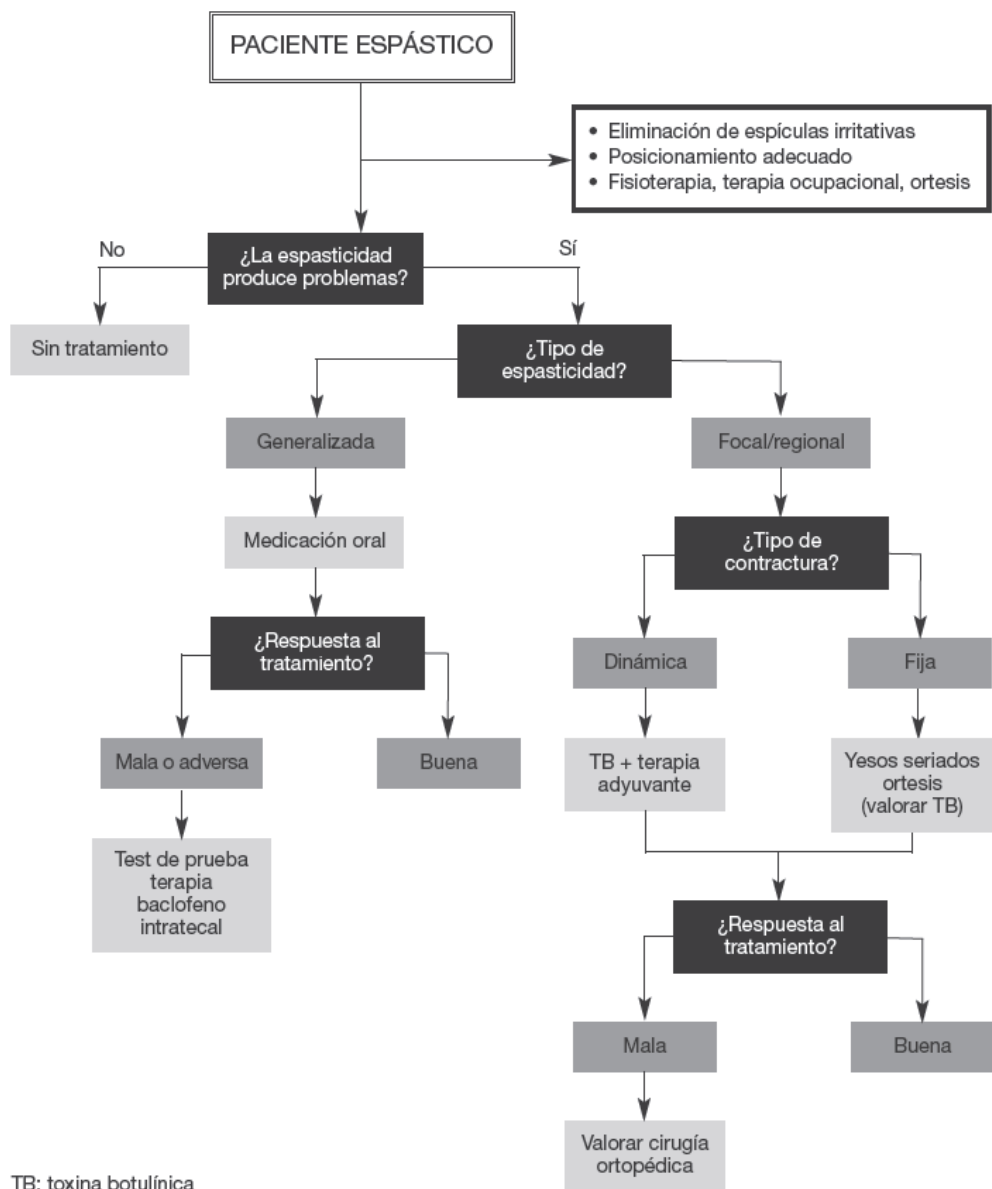 PACIENTE ESPÁSTICO
• Eliminación de espículas irritativas
• Posicionamiento adecuado
• Fisioterapia, terapia ocupacional, ortesis
No
¿La espasticidad
produce problemas?
Sí
Sin tratamiento
¿Tipo de
espasticidad?
Generalizada
Focal/regional
Medicación oral
¿Tipo de
contractura?
¿Respuesta al
tratamiento?
Dinámica
Fija
Mala o adversa
Buena
TB + terapia
adyuvante
Yesos seriados
ortesis
(valorar TB)
Test de prueba
terapia
baclofeno
intratecal
¿Respuesta al
tratamiento?
Mala
Buena
Valorar cirugía
ortopédica
TB: toxina botulínica